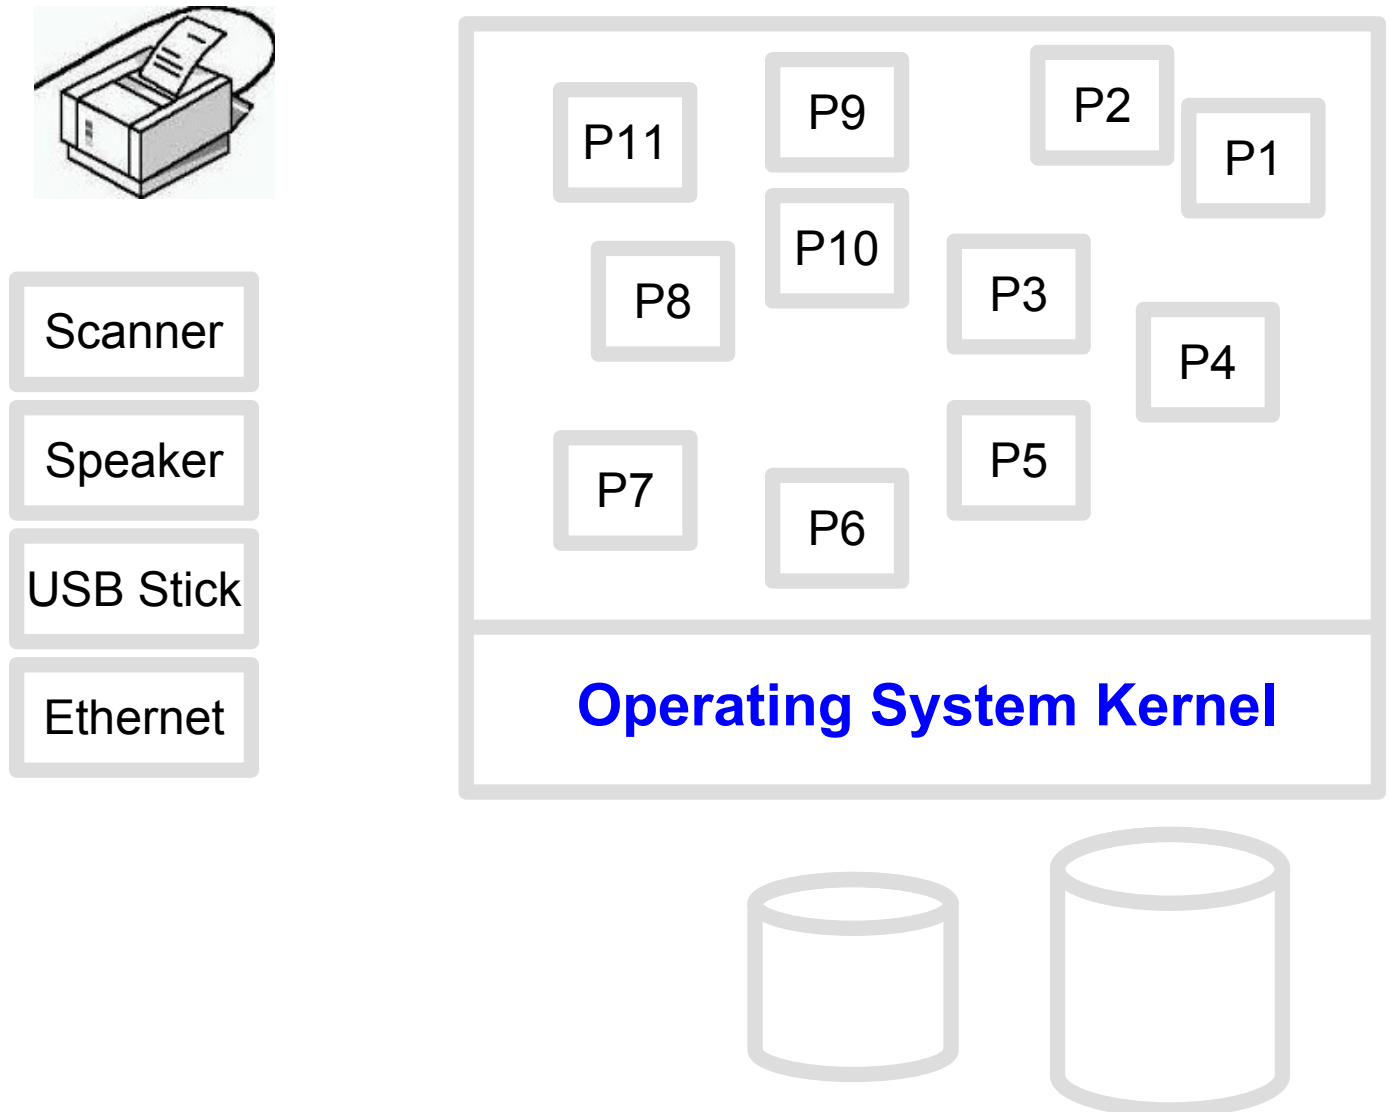 P11
P9
P2
P1
P10
P8
P3
P4
P7
P6
P5
Scanner
Speaker
USB Stick
Ethernet
Operating System Kernel